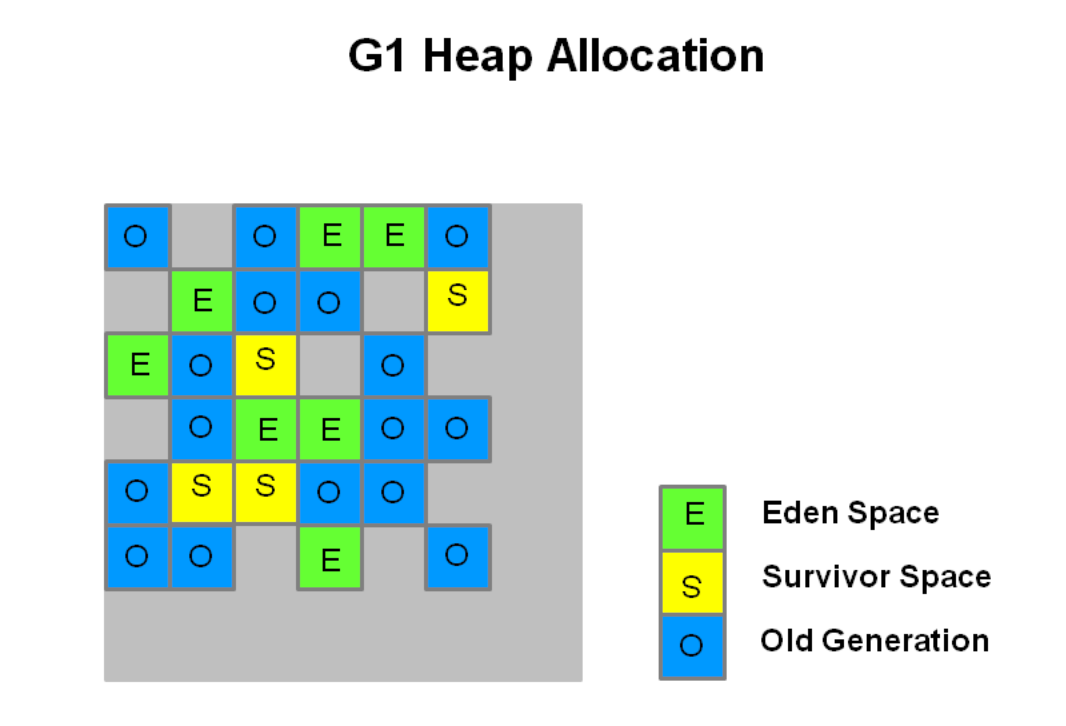 G1 Heap Allocation
O O E E O
E O O S
E O S O
O E E O O
O S S O O
O O E O
E Eden Space
S Survivor Space
O Old Generation